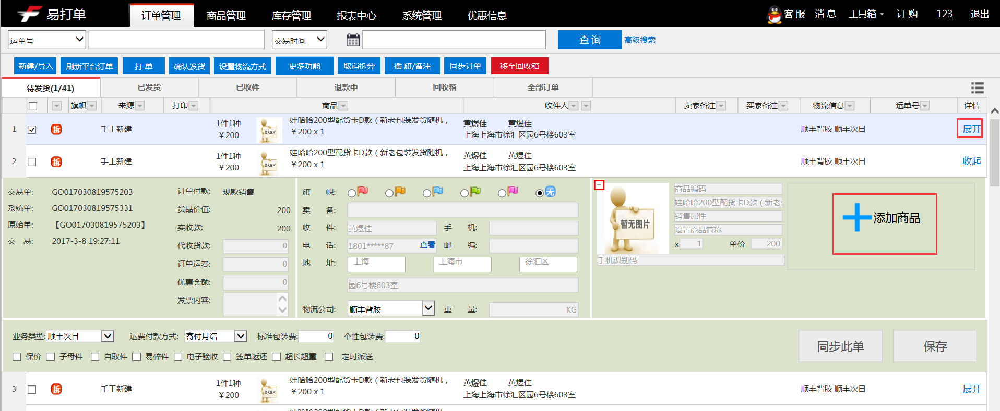 易打单 订单管理 商品管理 库存管理 报表中心 系统管理 优惠信息 客 服 消 息 工具箱 订 购 123 退出
运单号 交易时间 查 询 高级搜索
新建/导入 刷新平台订单 打 单 确认发货 设置物流方式 更多功能 取消拆分 插 旗/备注 同步订单 移至回收箱
待发货(1/41) 已发货 已收件 退款中 回收箱 全部订单
旗帜 来源 打印 商品 收件人 卖家备注 买家备注 物流信息 运单号 详情
1 拆 手工新建 1件1种 ¥200 暂无图片 娃哈哈200型配货卡D款（新老包装发货随机， 黄煜佳 黄煜佳
¥200 x 1 上海上海市徐汇区园6号楼603室 顺丰背胶 顺丰次日 展开
2 拆 手工新建 1件1种 ¥200 暂无图片 娃哈哈200型配货卡D款（新老包装发货随机， 黄煜佳 黄煜佳
¥200 x 1 上海上海市徐汇区园6号楼603室 顺丰背胶 顺丰次日 收起
交易单: GO017030819575203
系统单: GO017030819575331
原始单: 【GO017030819575203】
交 易: 2017-3-8 19:27:11
订单付款: 现款销售
货品价值: 200
实收款: 200
代收货款: 0
订单运费: 0
优惠金额: 0
发票内容:
旗 帜: 无
卖 备:
收 件: 黄煜佳 手 机:
电 话: 1801*****87 查看 邮 编:
地 址: 上海 上海市 徐汇区
园6号楼603室
物流公司: 顺丰背胶 重 量: KG
暂无图片
商品编码
娃哈哈200型配货卡D款（新老
销售属性
设置商品简称
x 1 单价 200
手机识别码
添加商品
业务类型: 顺丰次日 运费付款方式: 寄付月结 标准包装费: 0 个性包装费: 0
保价 子母件 自取件 易碎件 电子验收 签单返还 超长超重 定时派送
同步此单 保存
3 拆 手工新建 1件1种 ¥200 暂无图片 娃哈哈200型配货卡D款（新老包装发货随机， 黄煜佳 黄煜佳
¥200 x 1 上海上海市徐汇区园6号楼603室 顺丰背胶 顺丰次日 展开